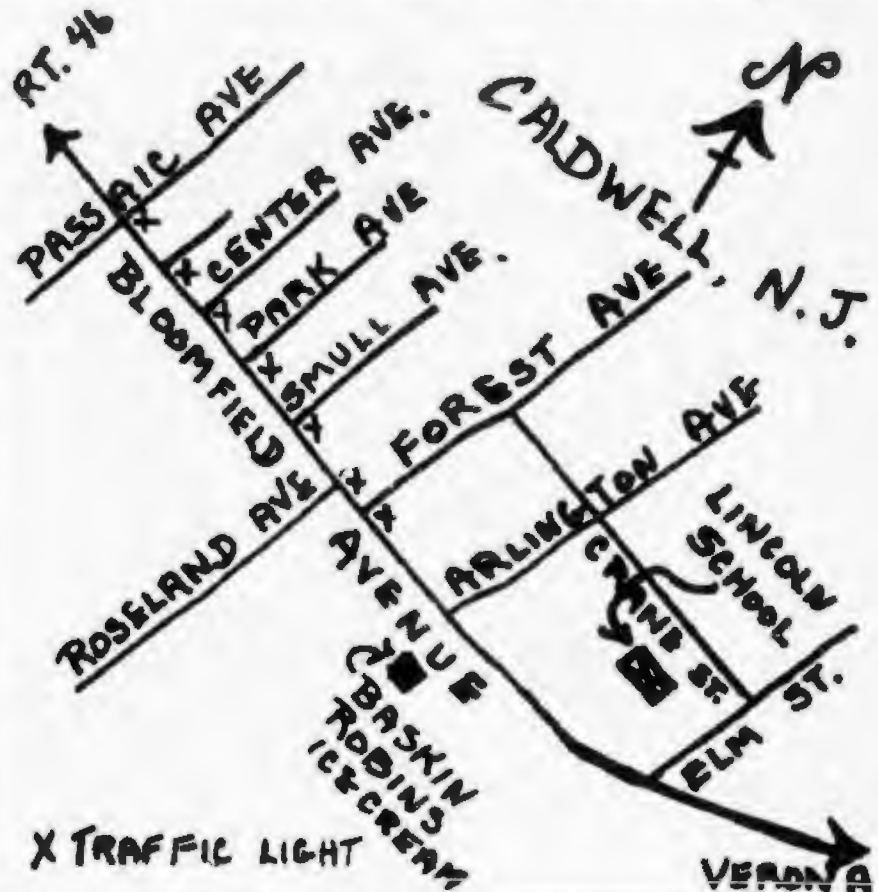 RT. 46
PASSAIC AVE
CENTER AVE.
PARK AVE
SMULL AVE.
CALDWELL, N.J.
N
BLOOMFIELD AVENUE
FOREST AVE
ROSELAND AVE
ARLINGTON AVE
CRANE ST.
LINCOLN
SCHOOL
ELM ST.
BASKIN
ROBINS
ICE CREAM
X TRAFFIC LIGHT
VERONA